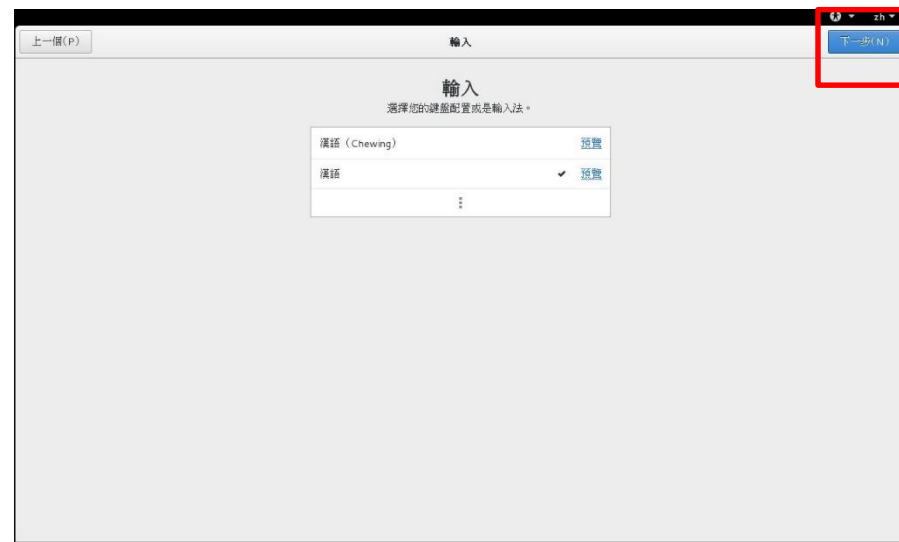 zh
上一個(P)
輸入
下一步(N)
輸入
選擇您的鍵盤配置或是輸入法。
漢語（Chewing）
預覽
漢語
預覽